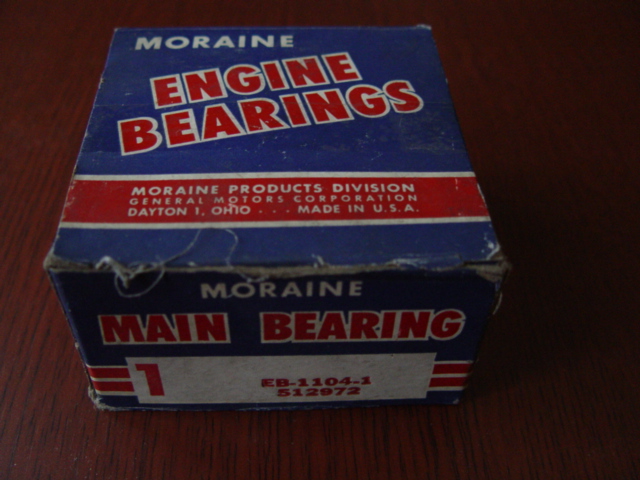 MORAINE
ENGINE
BEARINGS
MORAINE PRODUCTS DIVISION
GENERAL MOTORS CORPORATION
DAYTON 1, OHIO . . . MADE IN U.S.A.
MORAINE
MAIN BEARING
1
EB-1104-1
512972